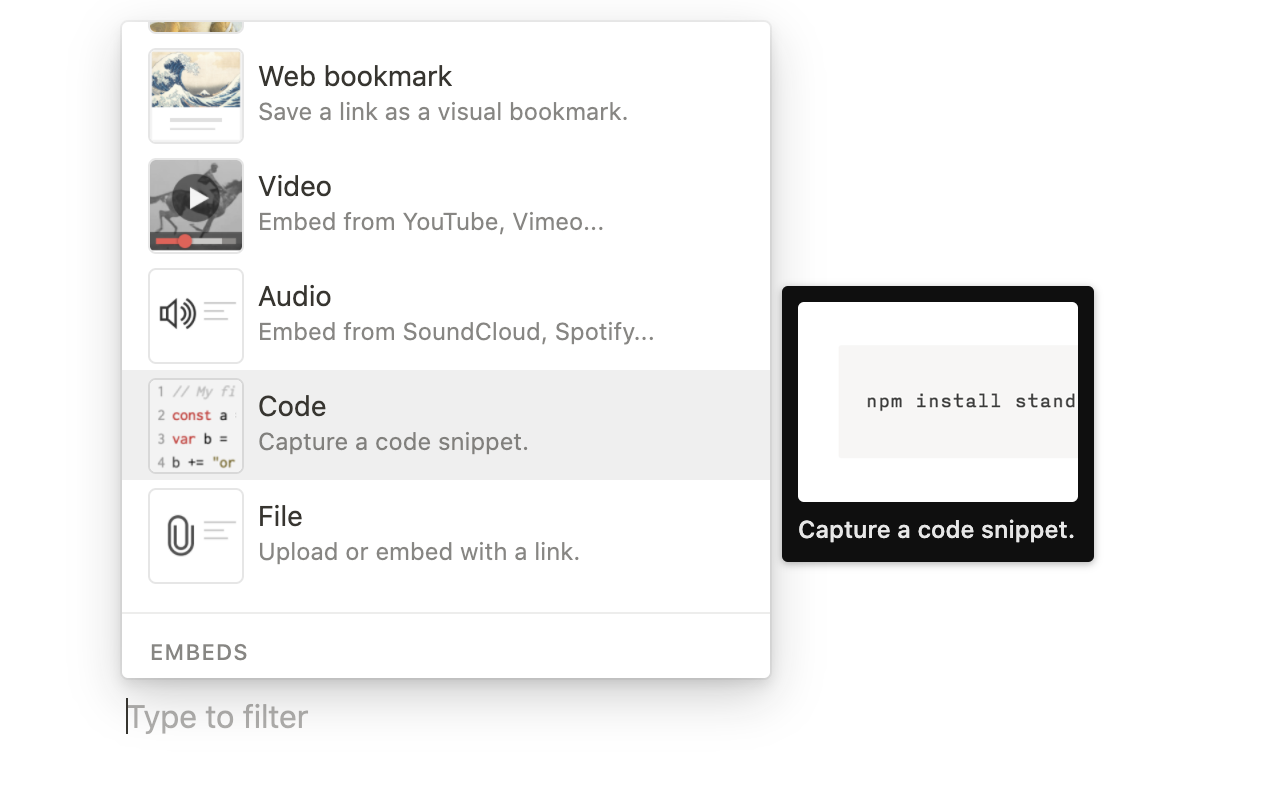 Web bookmark
Save a link as a visual bookmark.
Video
Embed from YouTube, Vimeo...
Audio
Embed from SoundCloud, Spotify...
1 // My fi
2 const a
3 var b =
4 b += "or
Code
Capture a code snippet.
File
Upload or embed with a link.
EMBEDS
Type to filter
npm install stand
Capture a code snippet.